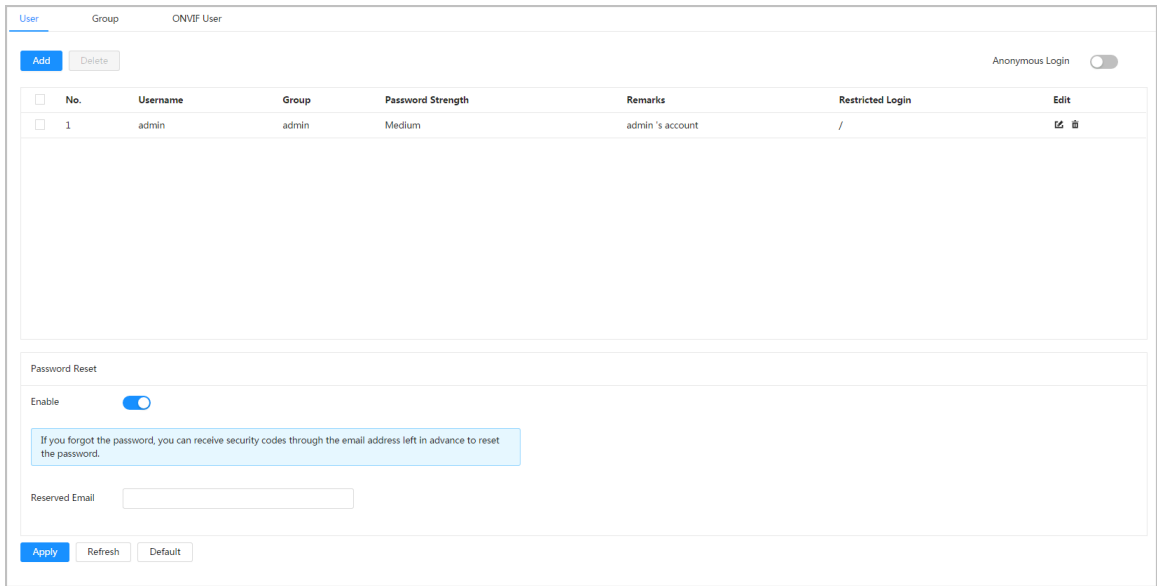 User Group ONVIF User
Add Delete Anonymous Login
No. Username Group Password Strength Remarks Restricted Login Edit
1 admin admin Medium admin 's account /
Password Reset
Enable
If you forgot the password, you can receive security codes through the email address left in advance to reset
the password.
Reserved Email
Apply Refresh Default